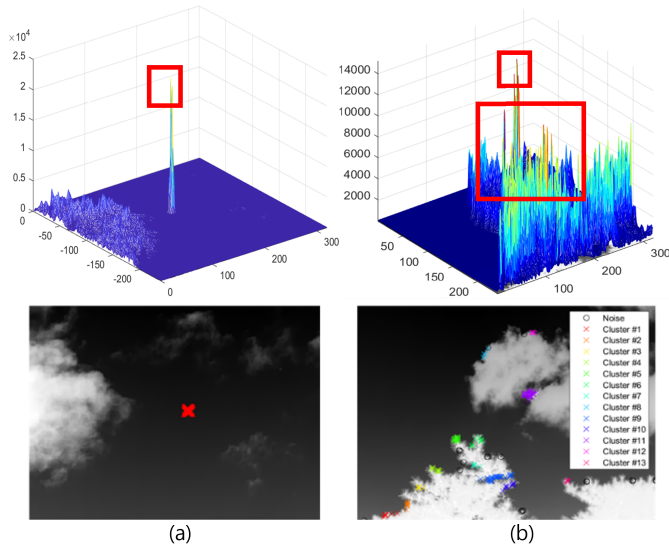 ×10⁴
2.5
2
1.5
1
0.5
0
0
-50
-100
-150
-200
0
100
200
300
14000
12000
10000
8000
6000
4000
2000
50
100
150
200
100
200
300
Noise
Cluster #1
Cluster #2
Cluster #3
Cluster #4
Cluster #5
Cluster #6
Cluster #7
Cluster #8
Cluster #9
Cluster #10
Cluster #11
Cluster #12
Cluster #13
(a)
(b)